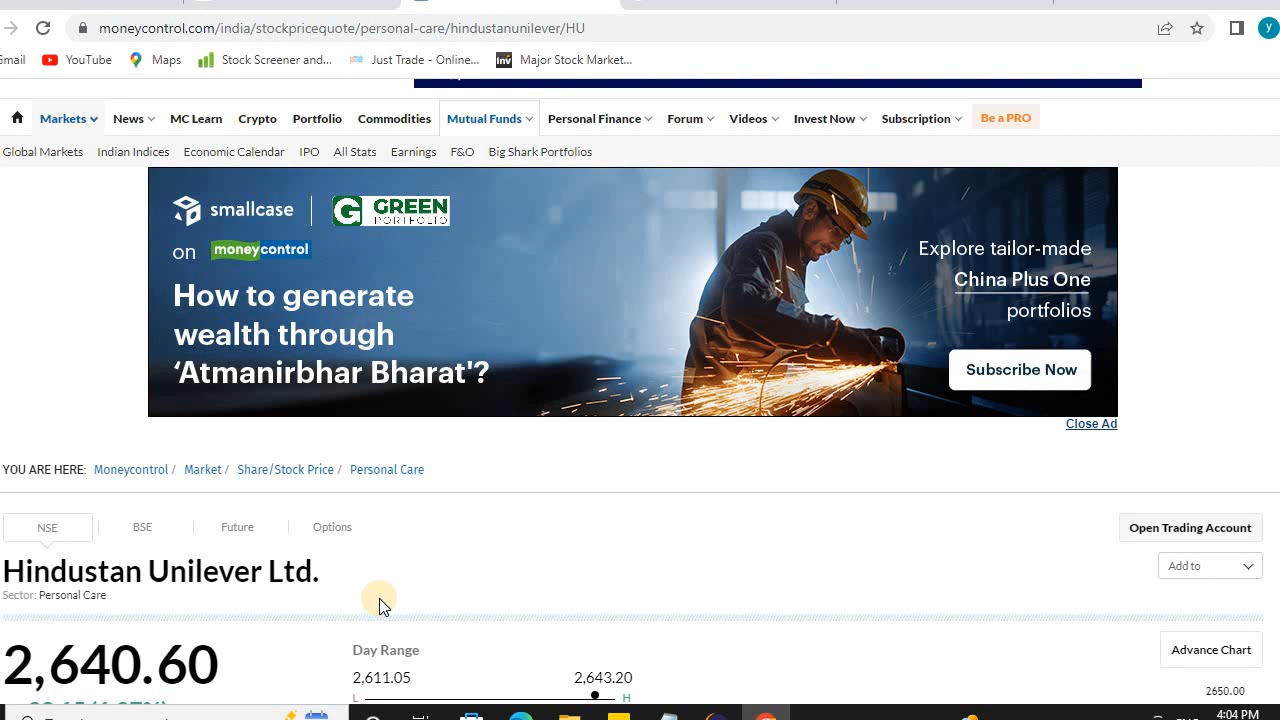 moneycontrol.com/india/stockpricequote/personal-care/hindustanunilever/HU
y
Gmail YouTube Maps Stock Screener and... Just Trade - Online... Inv Major Stock Market...
Markets News MC Learn Crypto Portfolio Commodities Mutual Funds Personal Finance Forum Videos Invest Now Subscription Be a PRO
Global Markets Indian Indices Economic Calendar IPO All Stats Earnings F&O Big Shark Portfolios
smallcase G GREEN PORTFOLIO
on moneycontrol
How to generate
wealth through
‘Atmanirbhar Bharat'?
Explore tailor-made
China Plus One
portfolios
Subscribe Now
Close Ad
YOU ARE HERE: Moneycontrol / Market / Share/Stock Price / Personal Care
NSE BSE Future Options
Open Trading Account
Hindustan Unilever Ltd.
Add to
Sector: Personal Care
2,640.60
Day Range
Advance Chart
2,611.05 2,643.20
L H
2650.00
4:04 PM